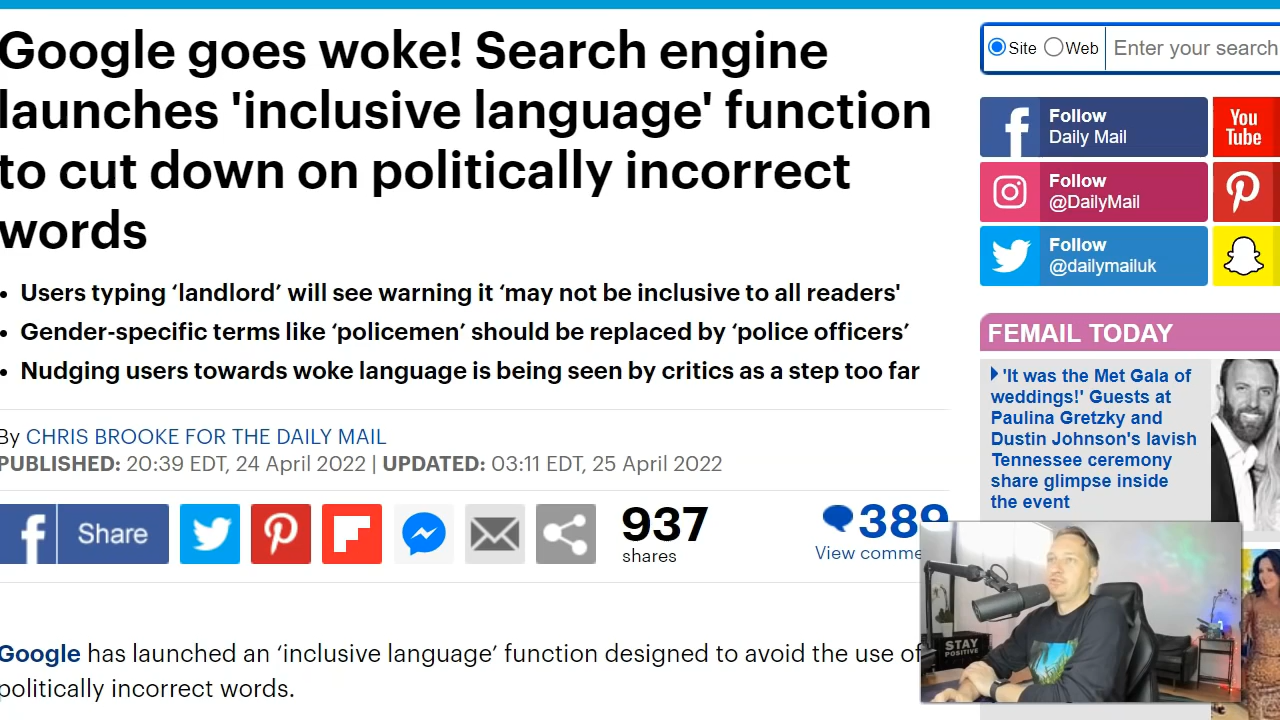 Google goes woke! Search engine
launches 'inclusive language' function
to cut down on politically incorrect
words
• Users typing ‘landlord’ will see warning it ‘may not be inclusive to all readers'
• Gender-specific terms like ‘policemen’ should be replaced by ‘police officers’
• Nudging users towards woke language is being seen by critics as a step too far
By CHRIS BROOKE FOR THE DAILY MAIL
PUBLISHED: 20:39 EDT, 24 April 2022 | UPDATED: 03:11 EDT, 25 April 2022
Share
937
shares
389
View comme
Google has launched an ‘inclusive language’ function designed to avoid the use of
politically incorrect words.
Site Web Enter your search
Follow
Daily Mail
You
Tube
Follow
@DailyMail
Follow
@dailymailuk
FEMAIL TODAY
'It was the Met Gala of
weddings!' Guests at
Paulina Gretzky and
Dustin Johnson's lavish
Tennessee ceremony
share glimpse inside
the event
STAY
POSITIVE